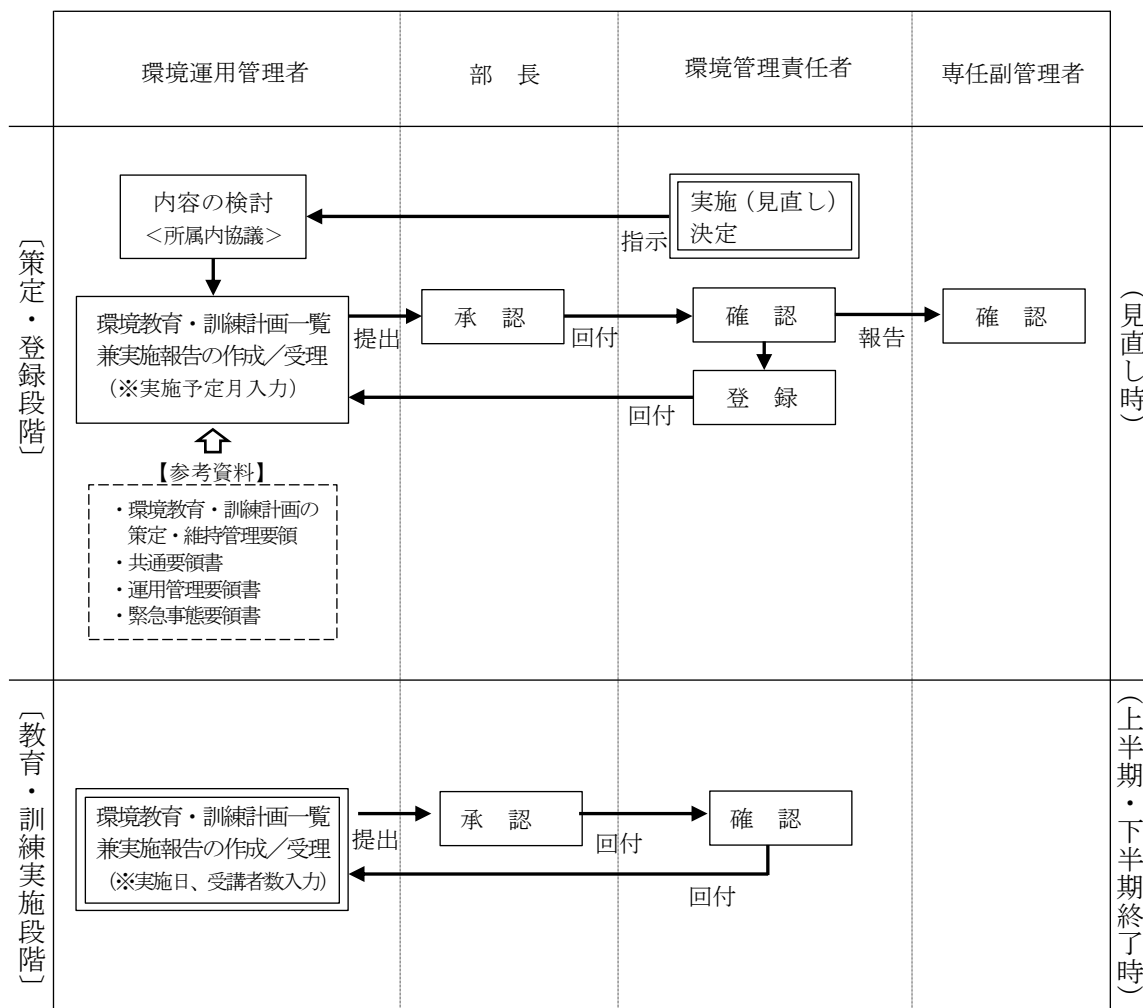 環境運用管理者
部 長
環境管理責任者
専任副管理者
〔策定・登録段階〕
内容の検討
<所属内協議>
実施(見直し)
決定
指示
環境教育・訓練計画一覧
兼実施報告の作成/受理
(※実施予定月入力)
提出
承 認
回付
確 認
報告
確 認
登 録
回付
【参考資料】
・環境教育・訓練計画の
策定・維持管理要領
・共通要領書
・運用管理要領書
・緊急事態要領書
(見直し時)
〔教育・訓練実施段階〕
環境教育・訓練計画一覧
兼実施報告の作成/受理
(※実施日、受講者数入力)
提出
承 認
回付
確 認
回付
(上半期・下半期終了時)